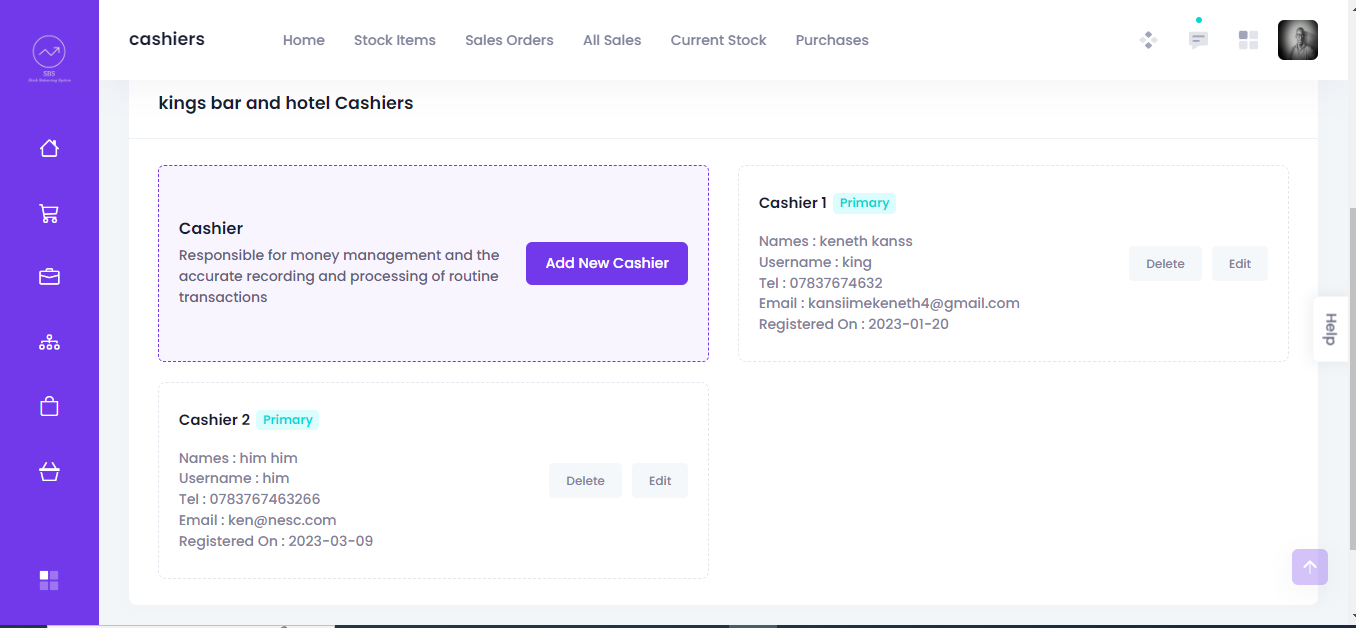 SBS
cashiers
Home
Stock Items
Sales Orders
All Sales
Current Stock
Purchases
kings bar and hotel Cashiers
Cashier
Responsible for money management and the
accurate recording and processing of routine
transactions
Add New Cashier
Cashier 1 Primary
Names : keneth kanss
Username : king
Tel : 07837674632
Email : kansiimekeneth4@gmail.com
Registered On : 2023-01-20
Delete
Edit
Cashier 2 Primary
Names : him him
Username : him
Tel : 0783767463266
Email : ken@nesc.com
Registered On : 2023-03-09
Delete
Edit
Help